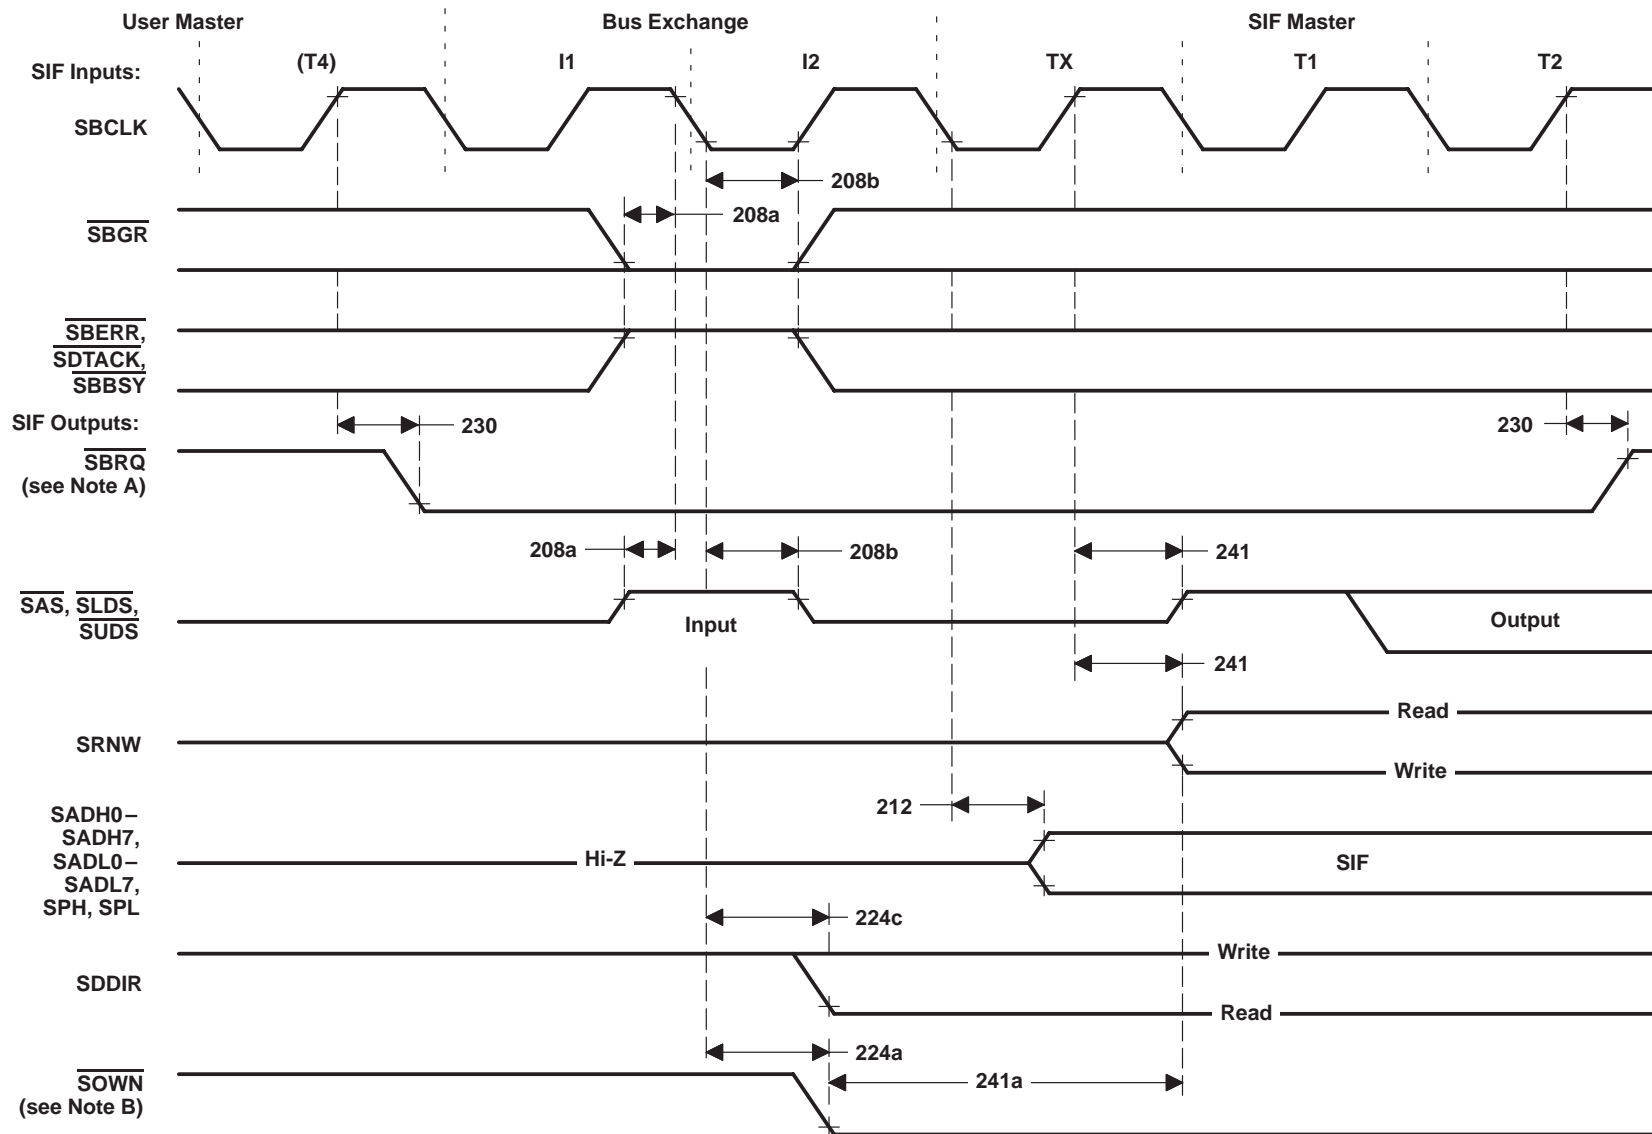 User Master
Bus Exchange
SIF Master
SIF Inputs:
(T4)
I1
I2
TX
T1
T2
SBCLK
208b
208a
SBGR
SBERR,
SDTACK,
SBBSY
SIF Outputs:
230
230
SBRQ
(see Note A)
208a
208b
241
SAS, SLDS,
SUDS
Input
Output
241
SRNW
Read
Write
212
SADH0–
SADH7,
SADL0–
SADL7,
SPH, SPL
Hi-Z
SIF
224c
SDDIR
Write
Read
224a
SOWN
(see Note B)
241a